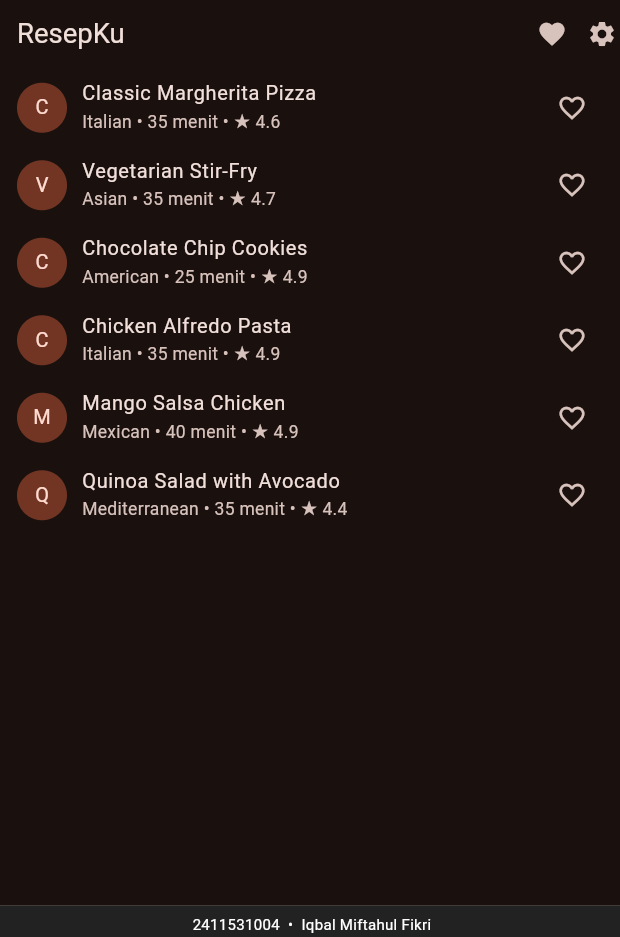 ResepKu
C
Classic Margherita Pizza
Italian • 35 menit • ★ 4.6
V
Vegetarian Stir-Fry
Asian • 35 menit • ★ 4.7
C
Chocolate Chip Cookies
American • 25 menit • ★ 4.9
C
Chicken Alfredo Pasta
Italian • 35 menit • ★ 4.9
M
Mango Salsa Chicken
Mexican • 40 menit • ★ 4.9
Q
Quinoa Salad with Avocado
Mediterranean • 35 menit • ★ 4.4
2411531004 • Iqbal Miftahul Fikri